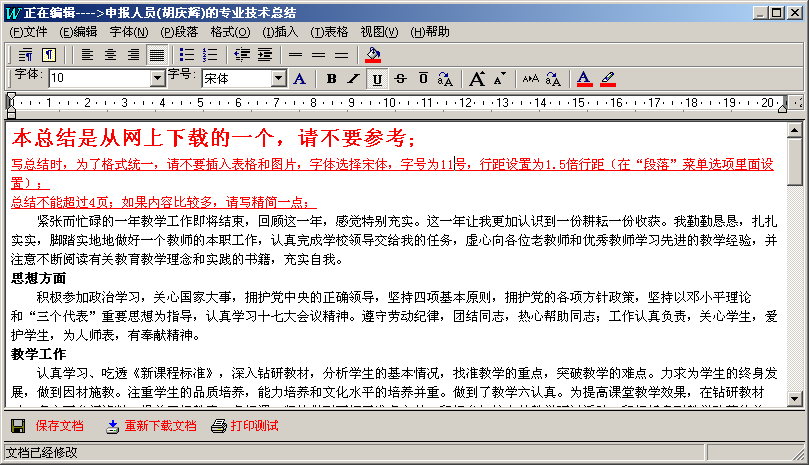 正在编辑---->申报人员(胡庆辉)的专业技术总结
(F)文件 (E)编辑 字体(N) (P)段落 格式(O) (I)插入 (T)表格 视图(V) (H)帮助
字体: 10 字号: 宋体 A B I U S O aA A A AAA aA A
1 2 3 4 5 6 7 8 9 10 11 12 13 14 15 16 17 18 19 20 2
本总结是从网上下载的一个，请不要参考；
写总结时，为了格式统一，请不要插入表格和图片，字体选择宋体，字号为11号，行距设置为1.5倍行距（在“段落”菜单选项里面设
置）；
总结不能超过4页；如果内容比较多，请写精简一点；
紧张而忙碌的一年教学工作即将结束，回顾这一年，感觉特别充实。这一年让我更加认识到一份耕耘一份收获。我勤勤恳恳，扎扎
实实，脚踏实地地做好一个教师的本职工作，认真完成学校领导交给我的任务，虚心向各位老教师和优秀教师学习先进的教学经验，并
注意不断阅读有关教育教学理念和实践的书籍，充实自我。
思想方面
积极参加政治学习，关心国家大事，拥护党中央的正确领导，坚持四项基本原则，拥护党的各项方针政策，坚持以邓小平理论
和“三个代表”重要思想为指导，认真学习十七大会议精神。遵守劳动纪律，团结同志，热心帮助同志；工作认真负责，关心学生，爱
护学生，为人师表，有奉献精神。
教学工作
认真学习、吃透《新课程标准》，深入钻研教材，分析学生的基本情况，找准教学的重点，突破教学的难点。力求为学生的终身发
展，做到因材施教。注重学生的品质培养，能力培养和文化水平的培养并重。做到了教学六认真。为提高课堂教学效果，在钻研教材
保存文档 重新下载文档 打印测试
文档已经修改